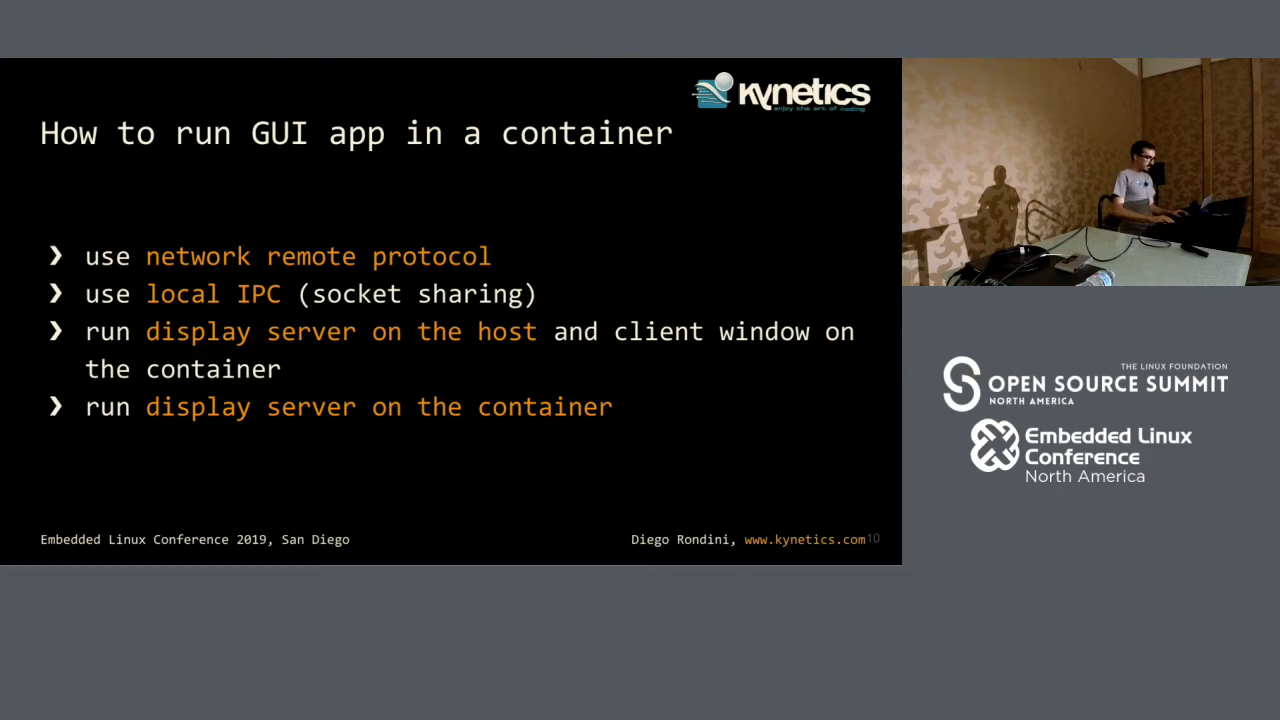 kynetics
enjoy the art of coding
How to run GUI app in a container
❯ use network remote protocol
❯ use local IPC (socket sharing)
❯ run display server on the host and client window on
the container
❯ run display server on the container
Embedded Linux Conference 2019, San Diego
Diego Rondini, www.kynetics.com 10
THE LINUX FOUNDATION
OPEN SOURCE SUMMIT
NORTH AMERICA
Embedded Linux
Conference
North America